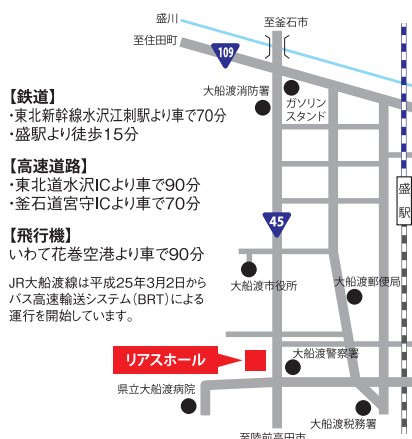 盛川
至釜石市
至住田町
109
大船渡消防署
ガソリン
スタンド
【鉄道】
・東北新幹線水沢江刺駅より車で70分
・盛駅より徒歩15分
【高速道路】
・東北道水沢ICより車で90分
・釜石道宮守ICより車で70分
【飛行機】
いわて花巻空港より車で90分
JR大船渡線は平成25年3月2日から
バス高速輸送システム(BRT)による
運行を開始しています。
盛駅
45
大船渡市役所
大船渡郵便局
リアスホール
大船渡警察署
県立大船渡病院
大船渡税務署
至陸前高田市